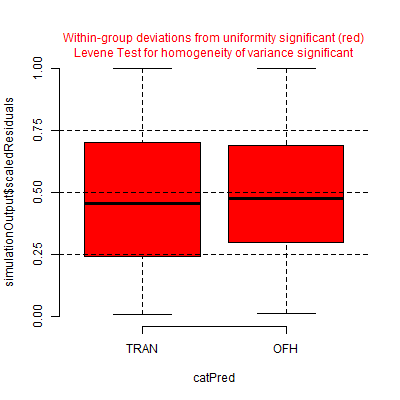 Within-group deviations from uniformity significant (red)
Levene Test for homogeneity of variance significant
1.00
0.75
0.50
0.25
0.00
simulationOutput$scaledResiduals
TRAN OFH
catPred